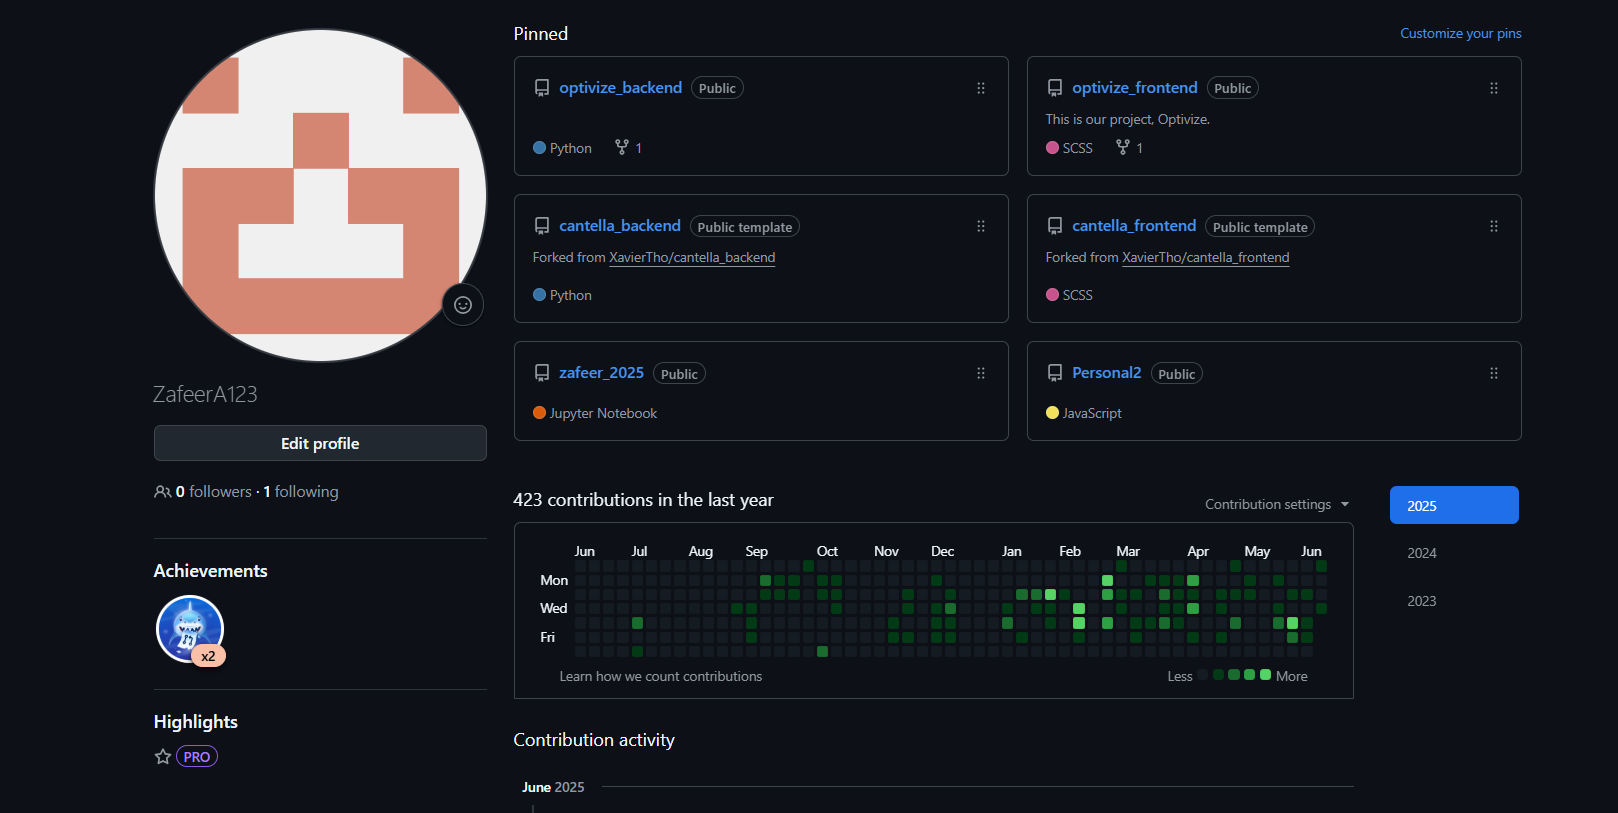 Pinned
Customize your pins
optivize_backend Public
Python 1
optivize_frontend Public
This is our project, Optivize.
SCSS 1
cantella_backend Public template
Forked from XavierTho/cantella_backend
Python
cantella_frontend Public template
Forked from XavierTho/cantella_frontend
SCSS
zafeer_2025 Public
Jupyter Notebook
Personal2 Public
JavaScript
ZafeerA123
Edit profile
0 followers · 1 following
Achievements
x2
Highlights
PRO
423 contributions in the last year
Contribution settings
2025
2024
2023
Jun Jul Aug Sep Oct Nov Dec Jan Feb Mar Apr May Jun
Mon
Wed
Fri
Learn how we count contributions
Less More
Contribution activity
June 2025